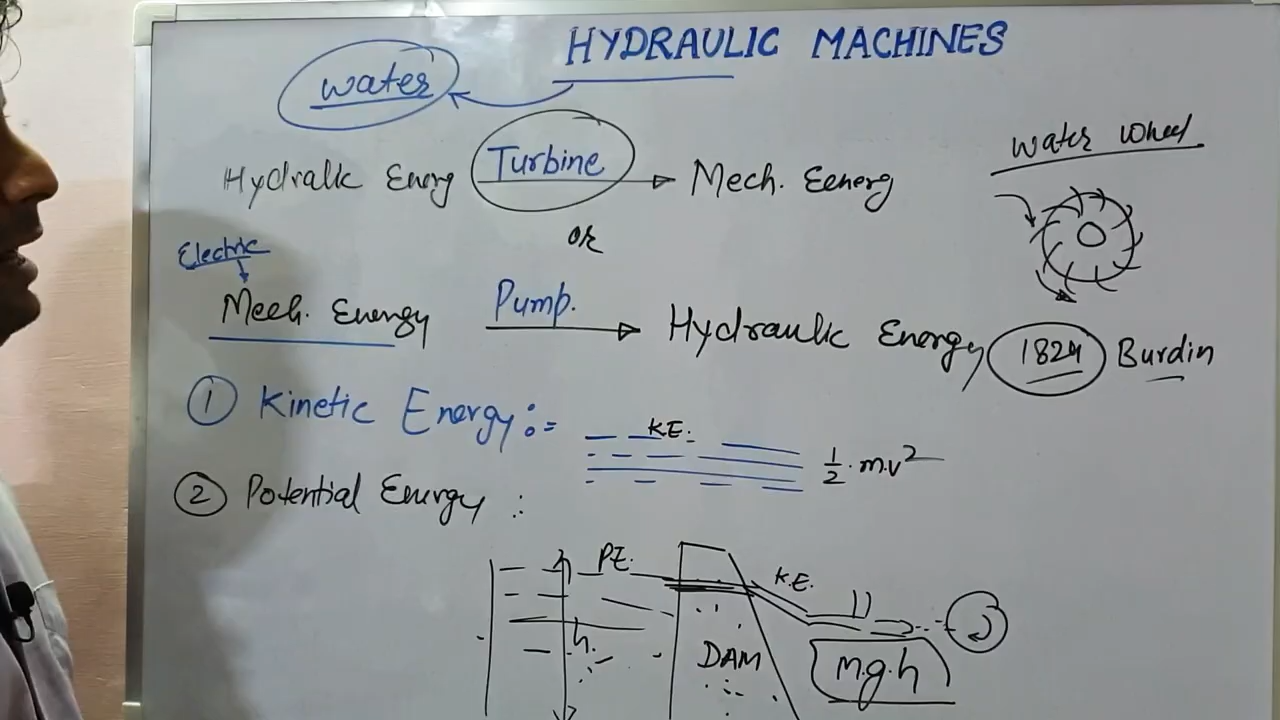 HYDRAULIC MACHINES
water
Water Wheel
Hydralic Energ Turbine Mech. Eenerg
or
Electric
Mech. Energy Pump. Hydraulic Energy
1824 Burdin
1 Kinetic Energy:=
K.E. 1/2.m.v²
2 Potential Energy :
P.E. K.E.
h.
DAM m.g.h